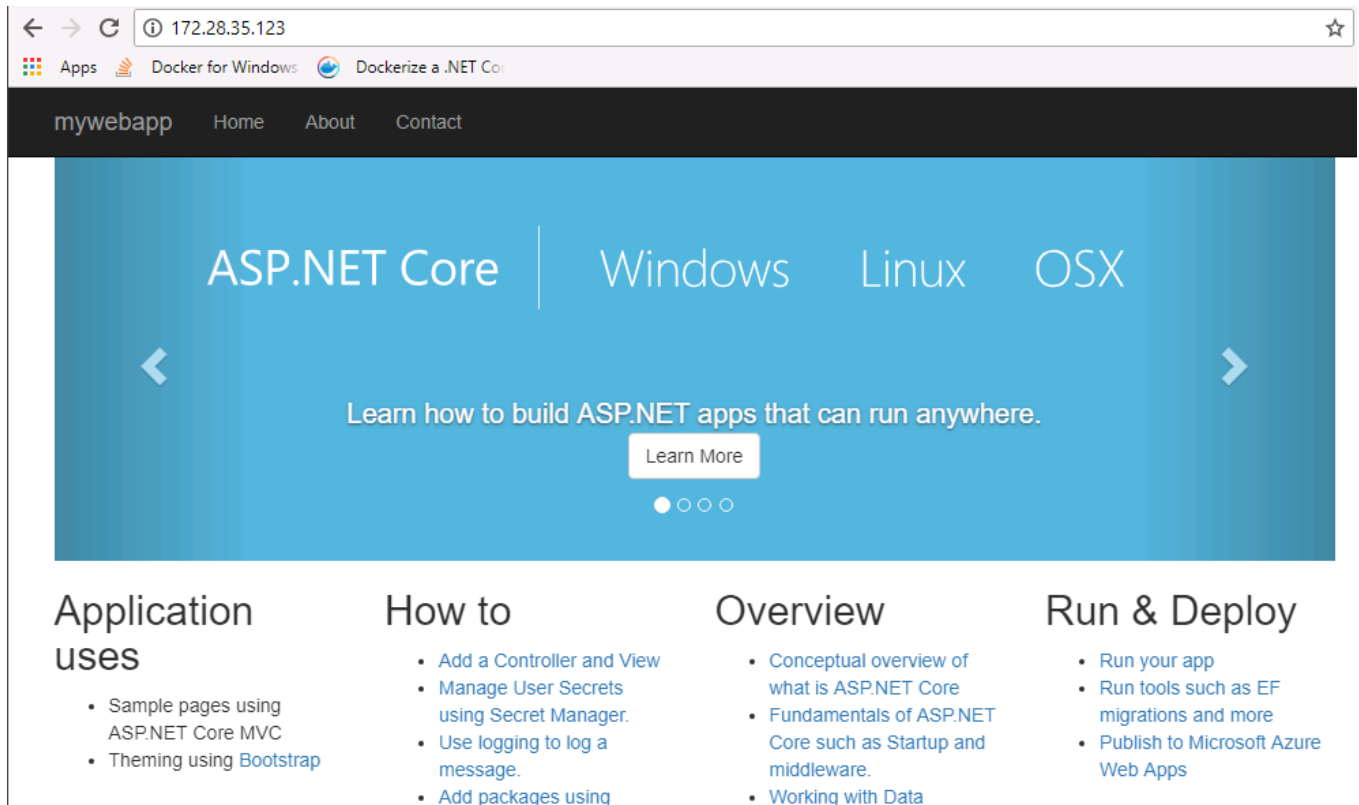 172.28.35.123
Apps Docker for Windows Dockerize a .NET Co
mywebapp Home About Contact
ASP.NET Core Windows Linux OSX
Learn how to build ASP.NET apps that can run anywhere.
Learn More
Application
uses
Sample pages using
ASP.NET Core MVC
Theming using Bootstrap
How to
Add a Controller and View
Manage User Secrets
using Secret Manager.
Use logging to log a
message.
Add packages using
Overview
Conceptual overview of
what is ASP.NET Core
Fundamentals of ASP.NET
Core such as Startup and
middleware.
Working with Data
Run & Deploy
Run your app
Run tools such as EF
migrations and more
Publish to Microsoft Azure
Web Apps